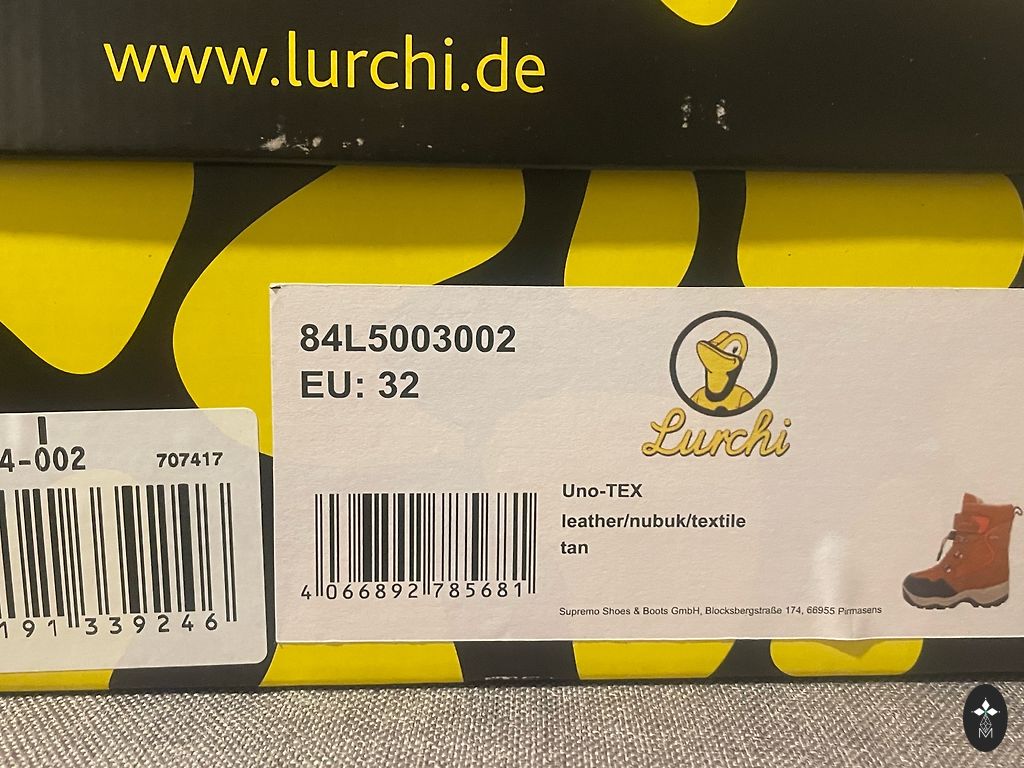 www.lurchi.de
84L5003002
EU: 32
Lurchi
4-002
707417
191 339246
4 066892 785681
Uno-TEX
leather/nubuk/textile
tan
Supremo Shoes & Boots GmbH, Blocksbergstraße 174, 66955 Pirmasens
M